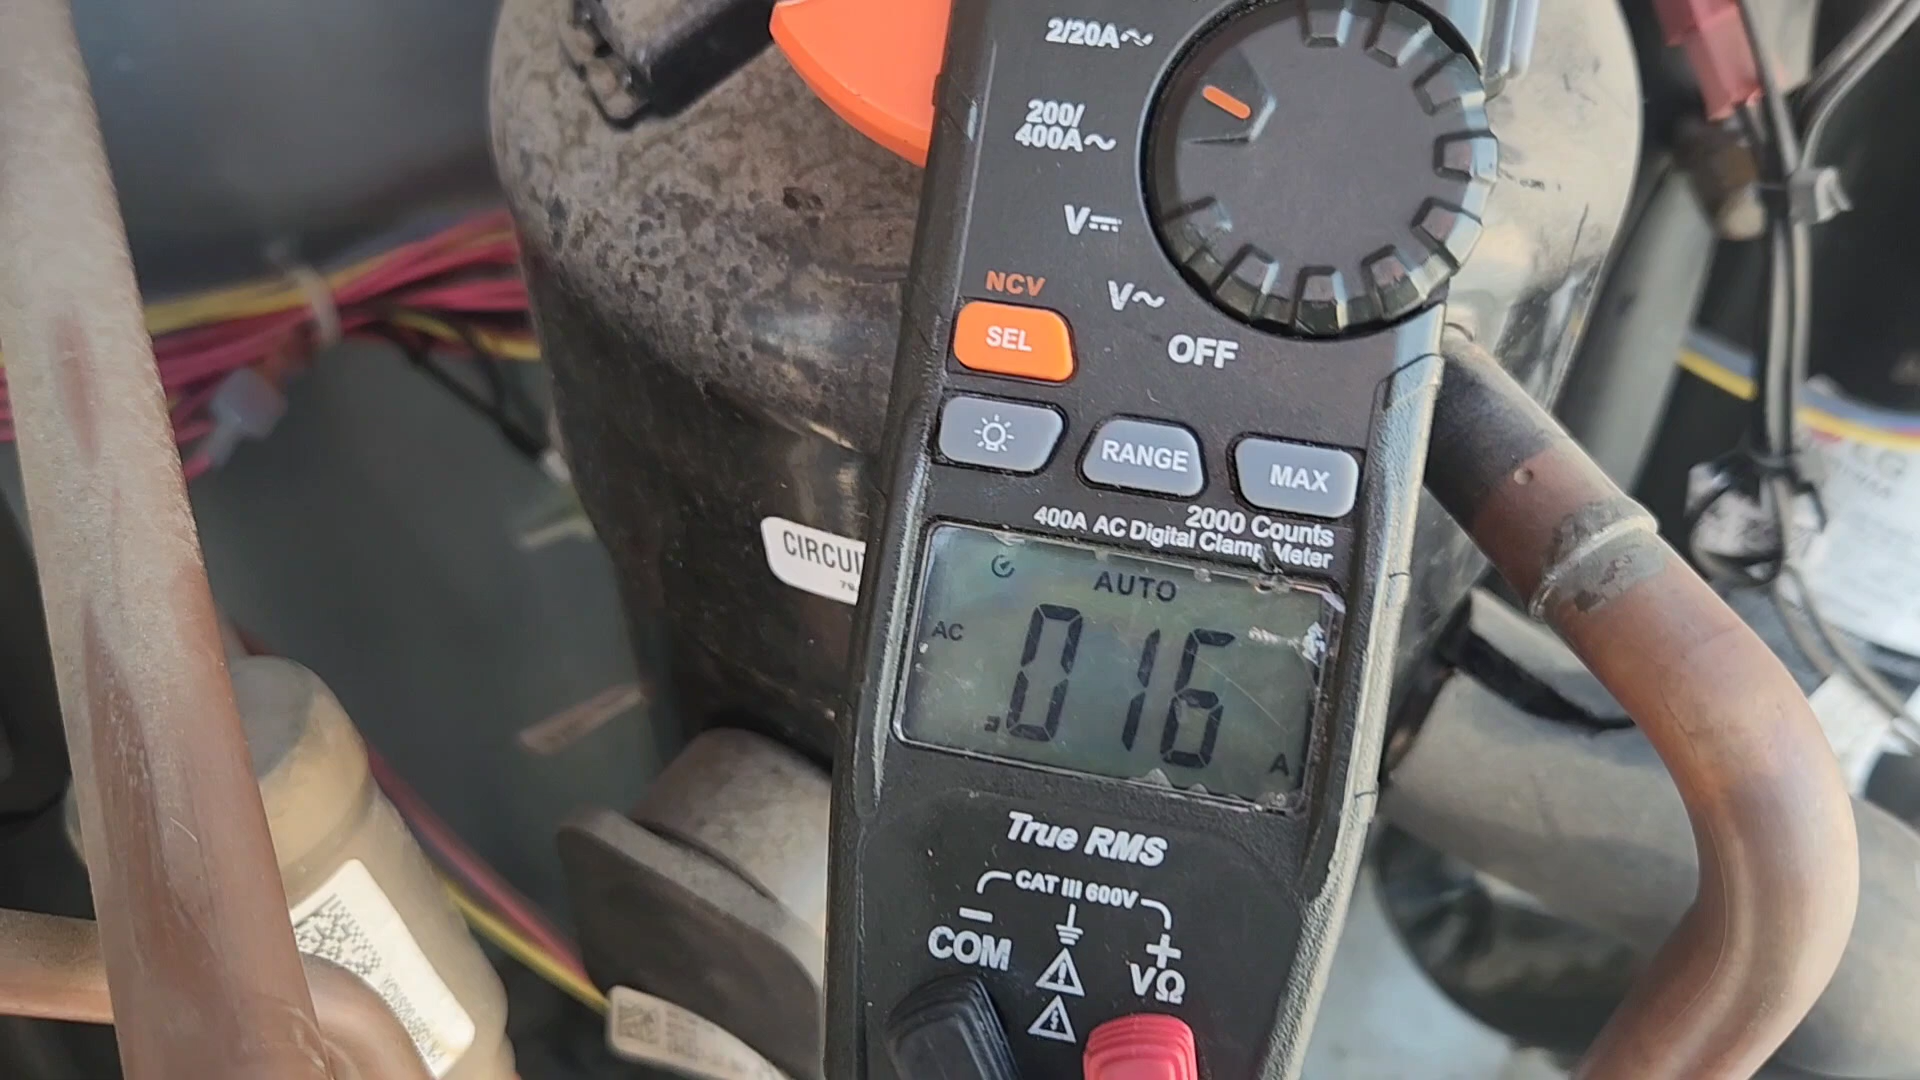 2/20A
200/
400A
V
NCV
V
SEL
OFF
RANGE
MAX
2000 Counts
400A AC Digital Clamp Meter
AUTO
AC
.016
A
True RMS
CAT III 600V
COM
VΩ
CIRCUI